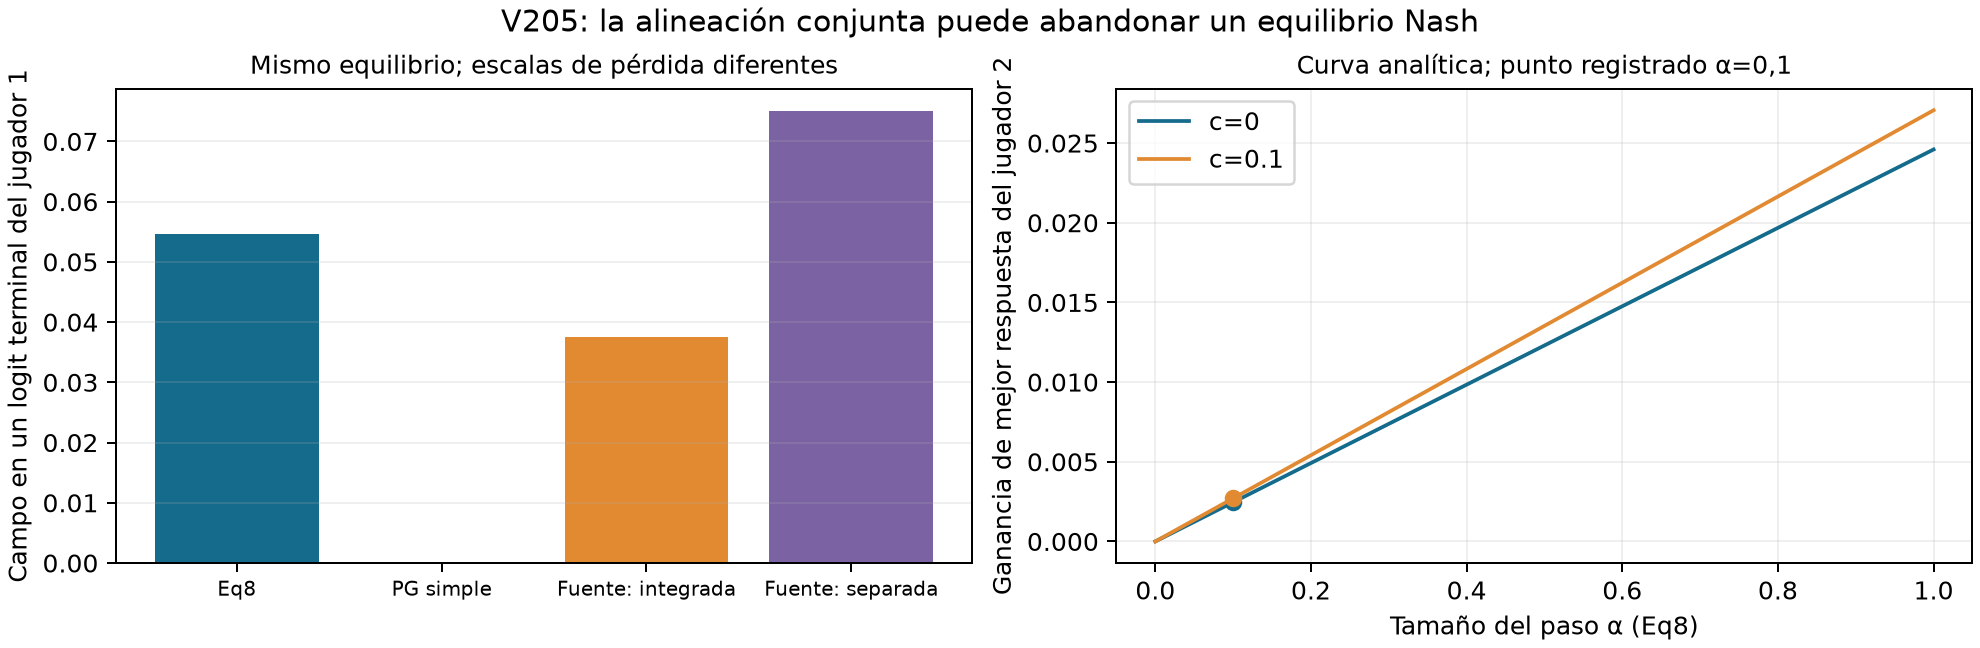 V205: la alineación conjunta puede abandonar un equilibrio Nash
Mismo equilibrio; escalas de pérdida diferentes
Campo en un logit terminal del jugador 1
0.07
0.06
0.05
0.04
0.03
0.02
0.01
0.00
Eq8
PG simple
Fuente: integrada
Fuente: separada
Curva analítica; punto registrado α=0,1
Ganancia de mejor respuesta del jugador 2
c=0
c=0.1
0.025
0.020
0.015
0.010
0.005
0.000
0.0
0.2
0.4
0.6
0.8
1.0
Tamaño del paso α (Eq8)